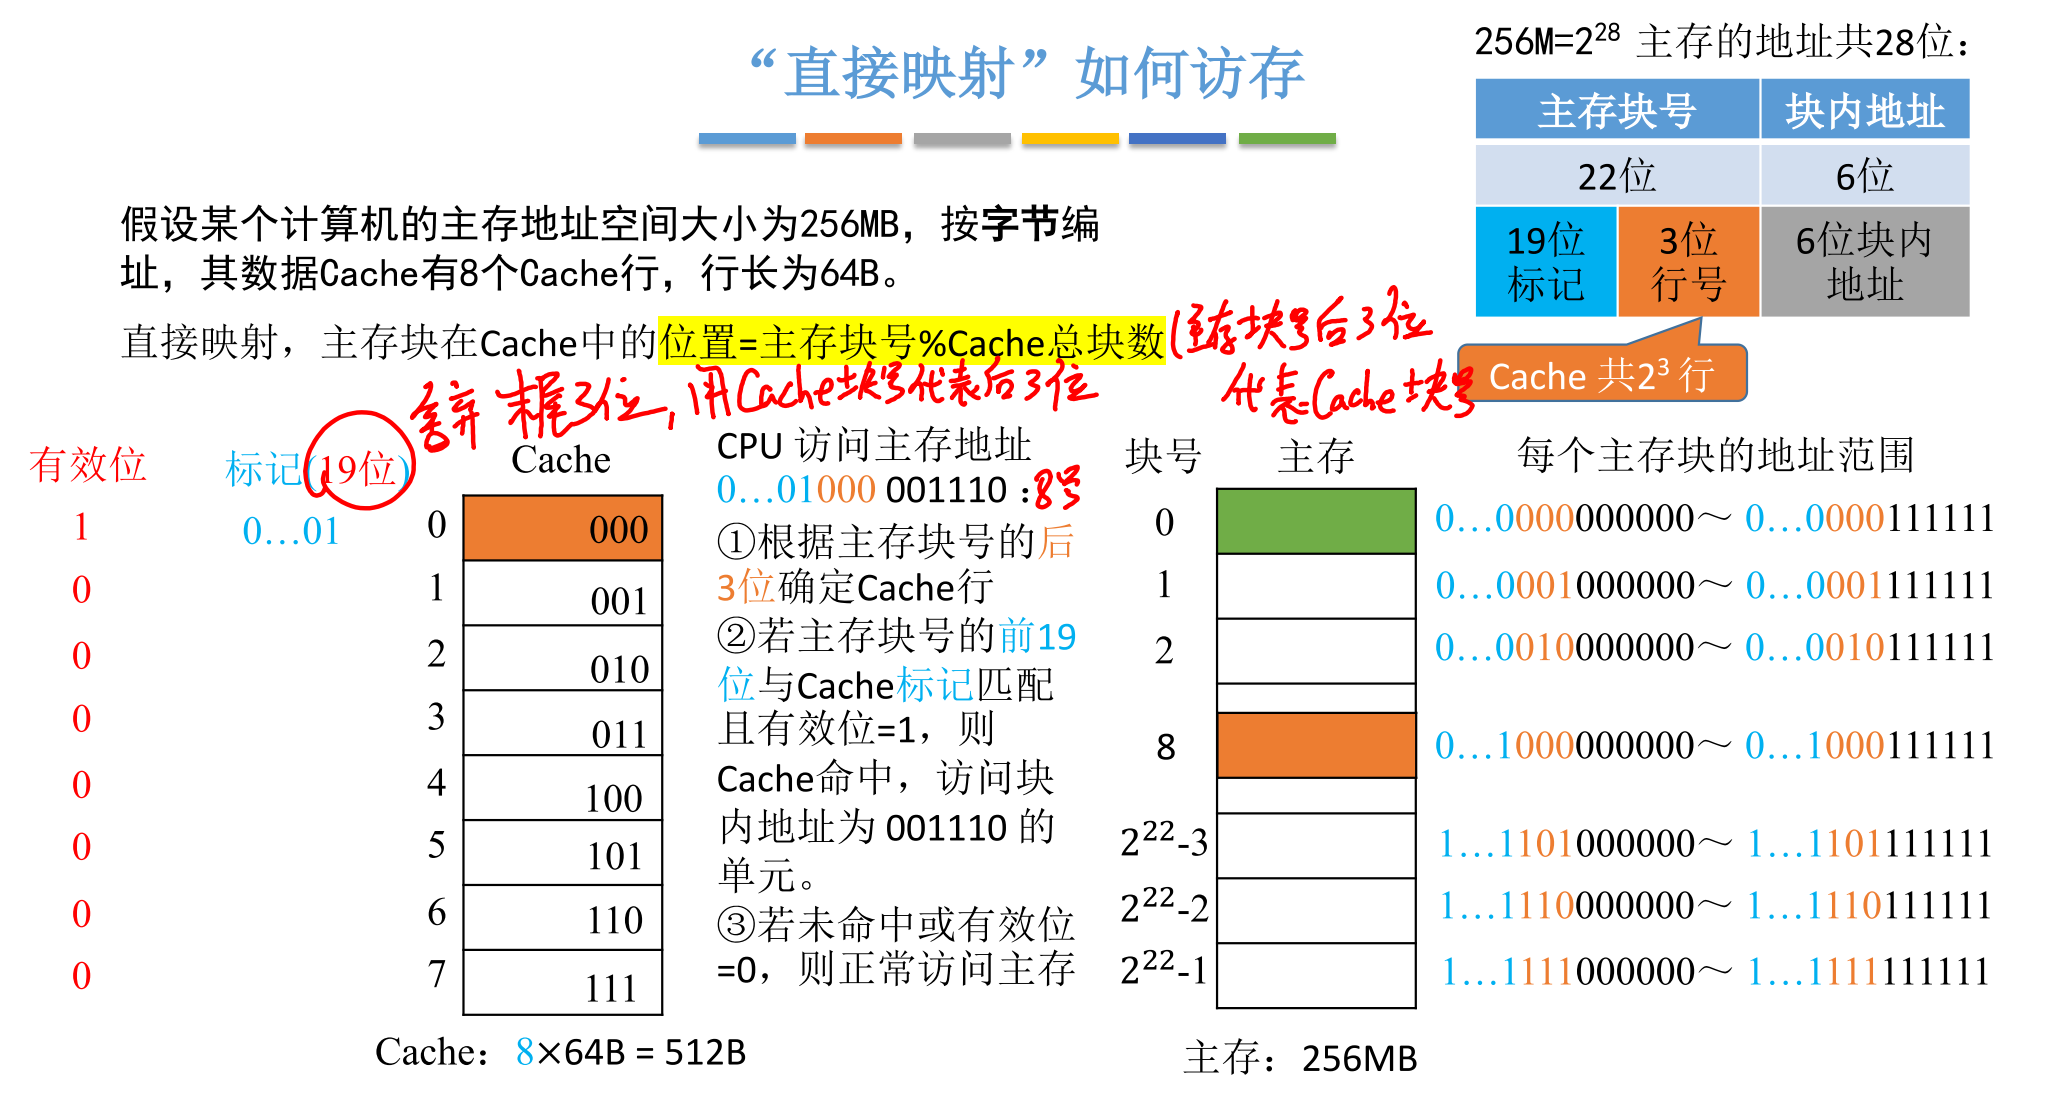 “直接映射”如何访存
256M=2²⁸ 主存的地址共28位：
主存块号 块内地址
22位 6位
19位标记 3位行号 6位块内地址
Cache 共2³ 行
假设某个计算机的主存地址空间大小为256MB，按字节编
址，其数据Cache有8个Cache行，行长为64B。
直接映射，主存块在Cache中的位置=主存块号%Cache总块数
(主存块号后3位
代表Cache块号
舍弃末尾3位，用Cache块号代表后3位
有效位 标记(19位) Cache
1 0…01 0 000
0 1 001
0 2 010
0 3 011
0 4 100
0 5 101
0 6 110
0 7 111
Cache：8×64B = 512B
CPU 访问主存地址
0…01000 001110：8号
①根据主存块号的后
3位确定Cache行
②若主存块号的前19
位与Cache标记匹配
且有效位=1，则
Cache命中，访问块
内地址为 001110 的
单元。
③若未命中或有效位
=0，则正常访问主存
块号 主存 每个主存块的地址范围
0 0…0000000000～ 0…0000111111
1 0…0001000000～ 0…0001111111
2 0…0010000000～ 0…0010111111
8 0…1000000000～ 0…1000111111
2²²-3 1…1101000000～ 1…1101111111
2²²-2 1…1110000000～ 1…1110111111
2²²-1 1…1111000000～ 1…1111111111
主存：256MB